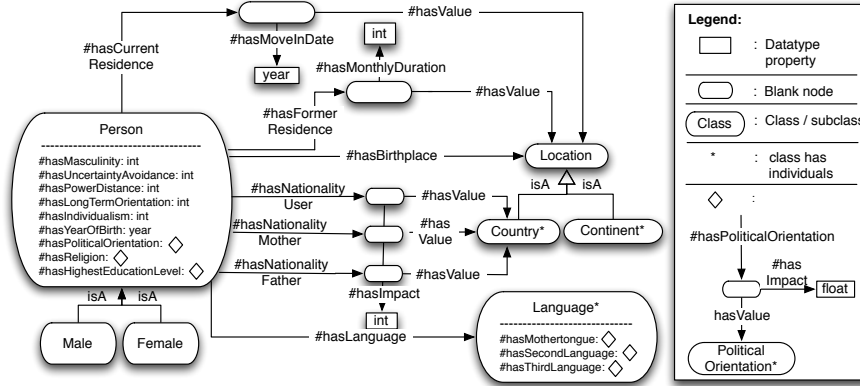 #hasCurrent
Residence
#hasValue
#hasMoveInDate
int
year
#hasMonthlyDuration
#hasFormer
Residence
#hasValue
Person
#hasMasculinity: int
#hasUncertaintyAvoidance: int
#hasPowerDistance: int
#hasLongTermOrientation: int
#hasIndividualism: int
#hasYearOfBirth: year
#hasPoliticalOrientation:
#hasReligion:
#hasHighestEducationLevel:
isA
isA
Male
Female
#hasBirthplace
Location
isA
isA
#hasNationality
User
#hasValue
#hasNationality
Mother
#has
Value
Country*
Continent*
#hasNationality
Father
#hasValue
#hasImpact
int
#hasLanguage
Language*
#hasMothertongue:
#hasSecondLanguage:
#hasThirdLanguage:
Legend:
: Datatype
property
: Blank node
Class
: Class / subclass
* : class has
individuals
:
#hasPoliticalOrientation
#has
Impact
float
hasValue
Political
Orientation*